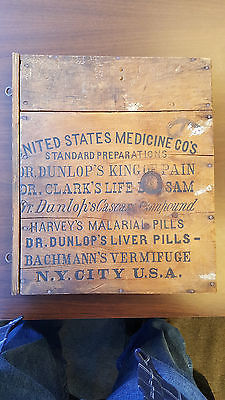 UNITED STATES MEDICINE CO'S
STANDARD PREPARATIONS
DR. DUNLOP'S KING OF PAIN
DR. CLARK'S LIFE SAM
Dunlop's Cascara Compound
HARVEY'S MALARIAL PILLS
DR. DUNLOP'S LIVER PILLS-
BACHMANN'S VERMIFUGE
N.Y. CITY U.S.A.